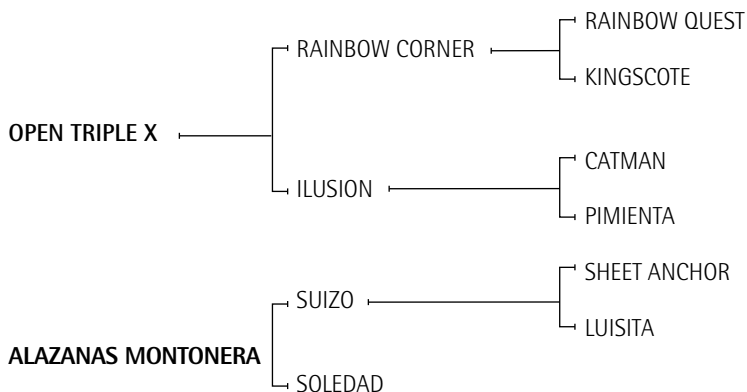 RAINBOW QUEST
RAINBOW CORNER
KINGSCOTE
OPEN TRIPLE X
CATMAN
ILUSION
PIMIENTA
SHEET ANCHOR
SUIZO
LUISITA
ALAZANAS MONTONERA
SOLEDAD